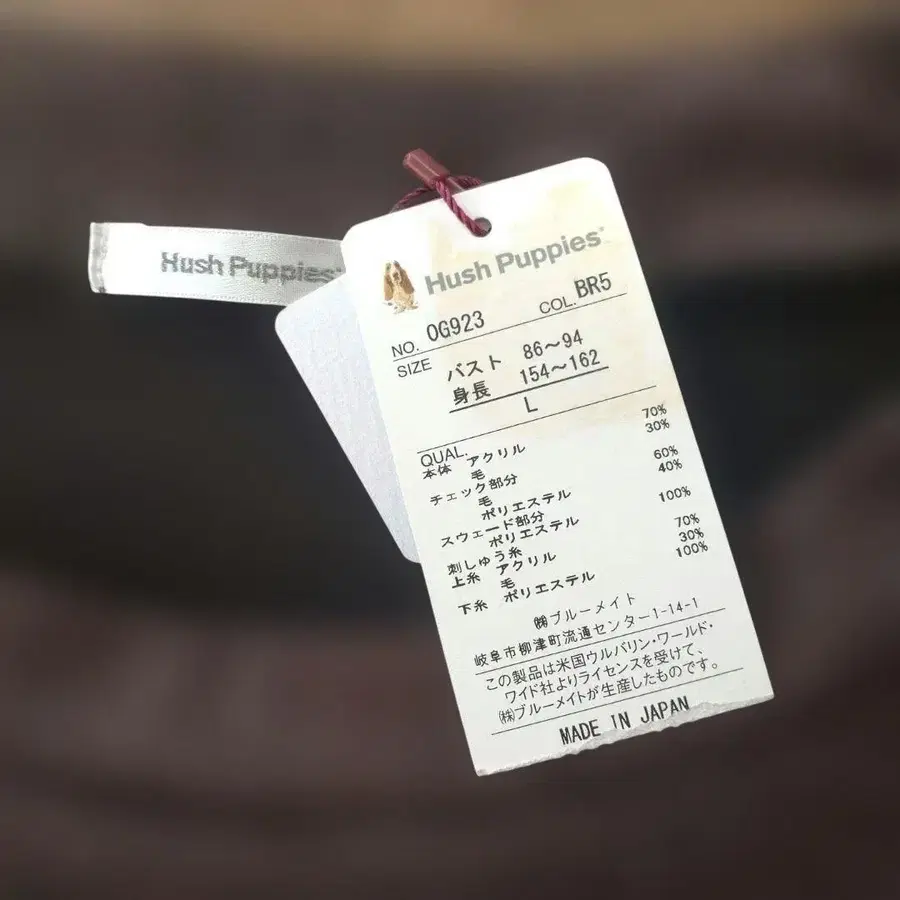 Hush Puppies
Hush Puppies
NO. OG923 COL. BR5
SIZE バスト 86～94
身長 154～162
L
QUAL.
本体 アクリル 70%
毛 30%
チェック部分
毛 60%
ポリエステル 40%
スウェード部分
ポリエステル 100%
刺しゅう糸
上糸 アクリル 70%
毛 30%
下糸 ポリエステル 100%
㈱ブルーメイト
岐阜市柳津町流通センター1-14-1
この製品は米国ウルバリン・ワールド・
ワイド社よりライセンスを受けて、
㈱ブルーメイトが生産したものです。
MADE IN JAPAN